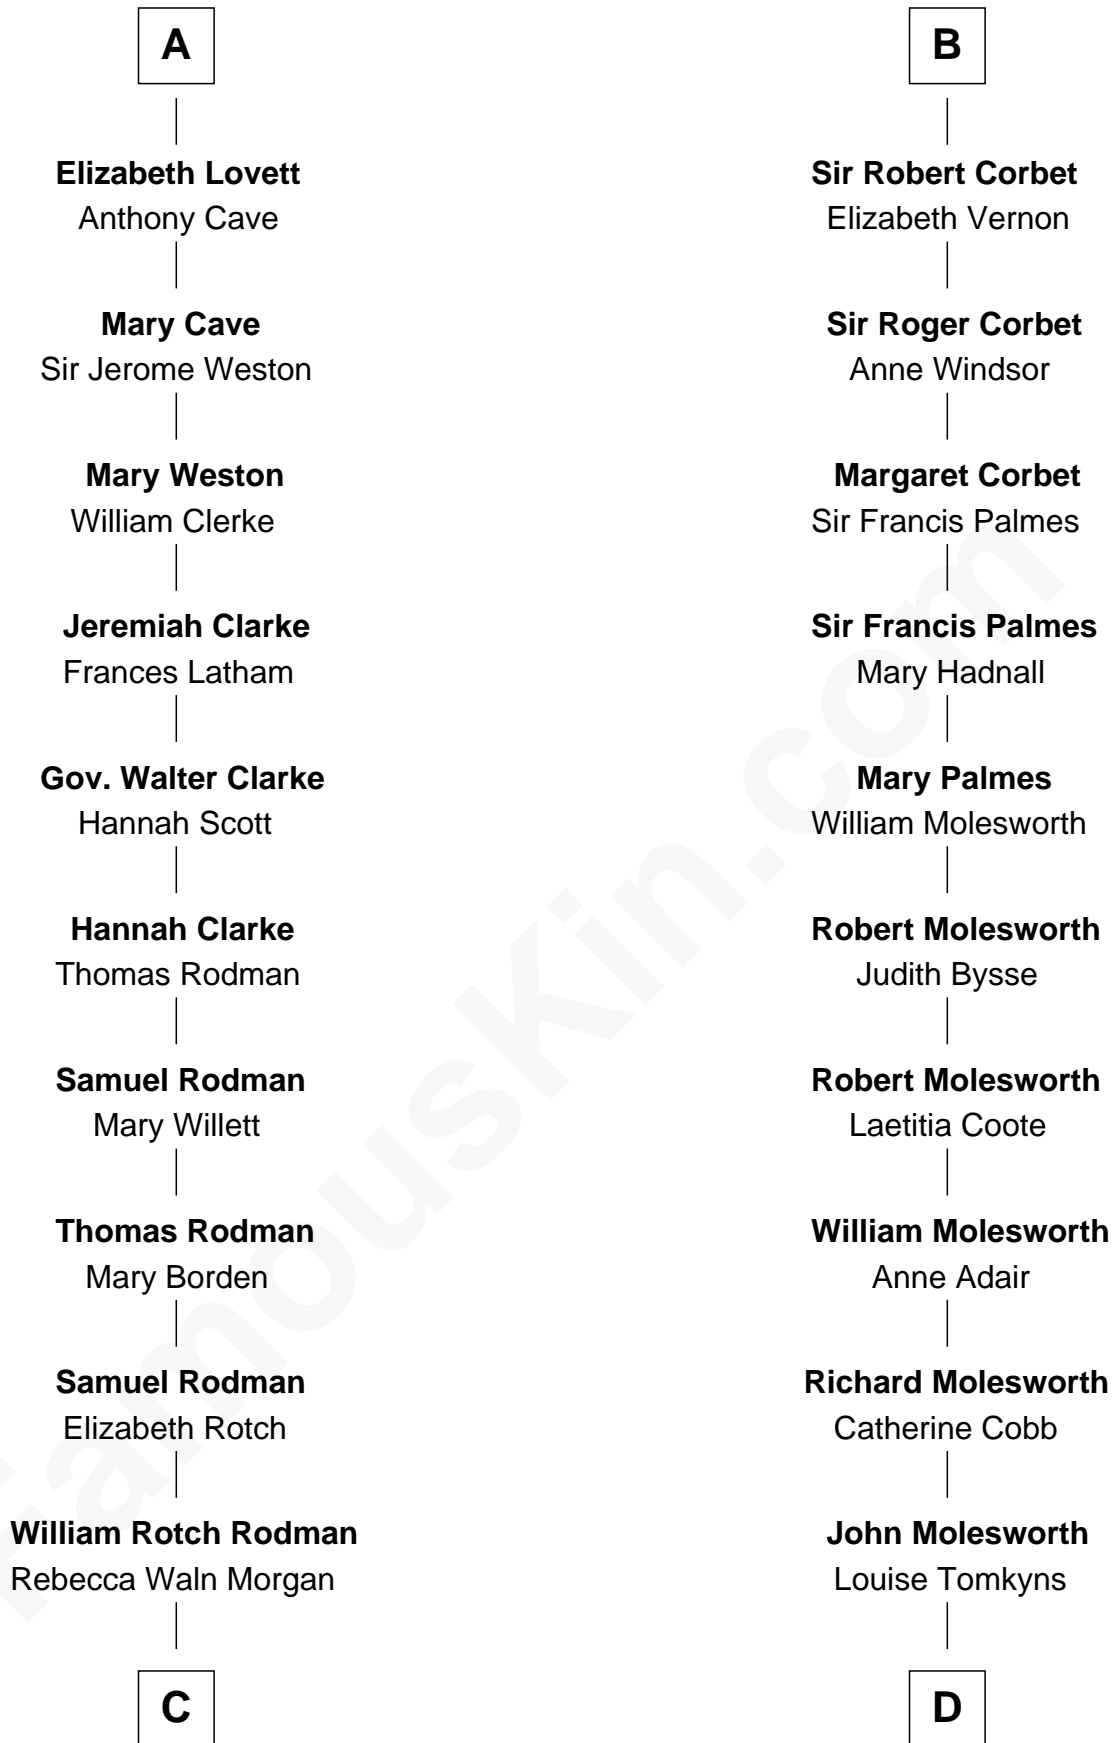 A
Elizabeth Lovett
Anthony Cave
Mary Cave
Sir Jerome Weston
Mary Weston
William Clerke
Jeremiah Clarke
Frances Latham
Gov. Walter Clarke
Hannah Scott
Hannah Clarke
Thomas Rodman
Samuel Rodman
Mary Willett
Thomas Rodman
Mary Borden
Samuel Rodman
Elizabeth Rotch
William Rotch Rodman
Rebecca Waln Morgan
C
B
Sir Robert Corbet
Elizabeth Vernon
Sir Roger Corbet
Anne Windsor
Margaret Corbet
Sir Francis Palmes
Sir Francis Palmes
Mary Hadnall
Mary Palmes
William Molesworth
Robert Molesworth
Judith Bysse
Robert Molesworth
Laetitia Coote
William Molesworth
Anne Adair
Richard Molesworth
Catherine Cobb
John Molesworth
Louise Tomkyns
D
FamousKin.com